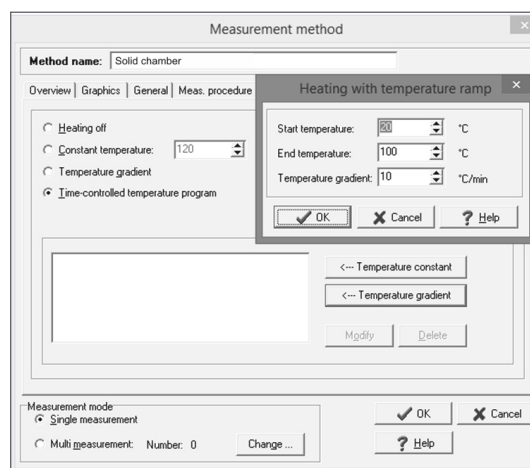 Measurement method
Method name: Solid chamber
Overview Graphics General Meas. procedure
Heating with temperature ramp
Heating off
Constant temperature: 120
Temperature gradient
Time-controlled temperature program
Start temperature: 20 °C
End temperature: 100 °C
Temperature gradient: 10 °C/min
OK Cancel Help
<--- Temperature constant
<--- Temperature gradient
Modify Delete
Measurement mode
Single measurement
Multi measurement: Number: 0 Change ...
OK Cancel
Help